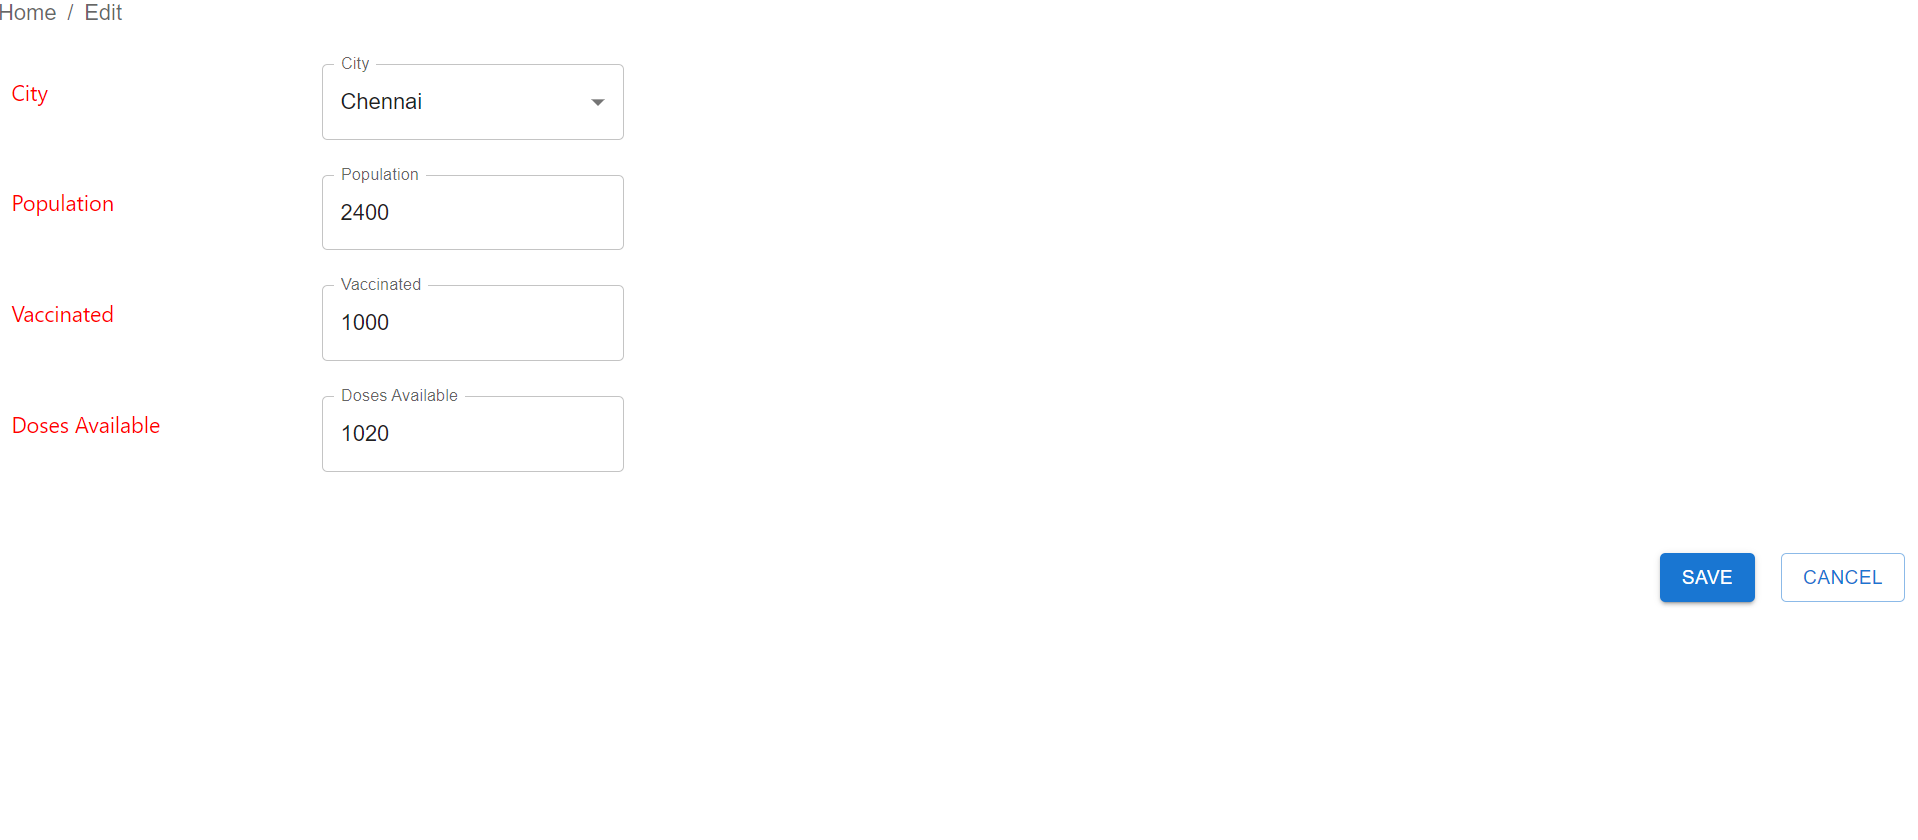 Home / Edit
City
City
Chennai
Population
Population
2400
Vaccinated
Vaccinated
1000
Doses Available
Doses Available
1020
SAVE CANCEL